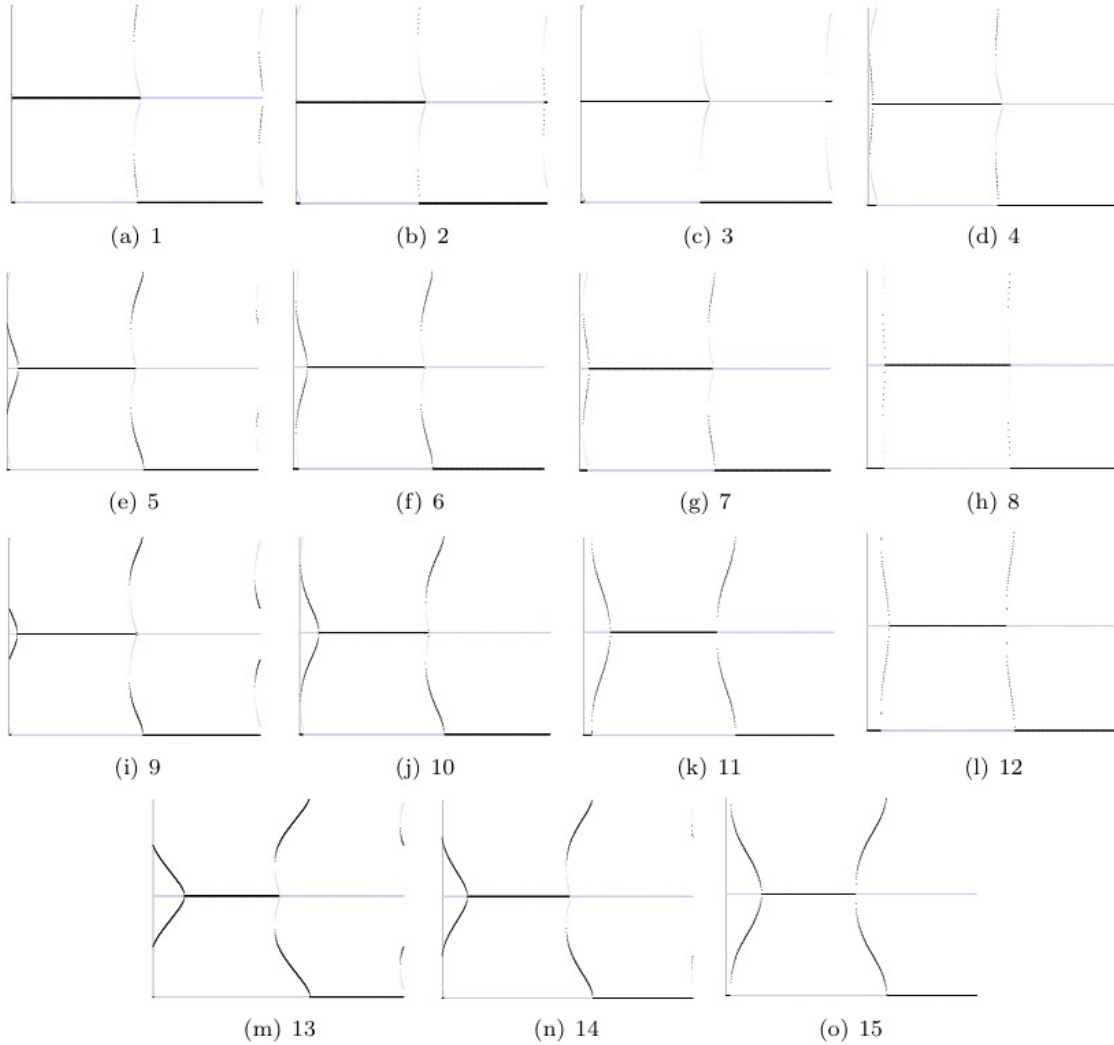 (a) 1 (b) 2 (c) 3 (d) 4
(e) 5 (f) 6 (g) 7 (h) 8
(i) 9 (j) 10 (k) 11 (l) 12
(m) 13 (n) 14 (o) 15